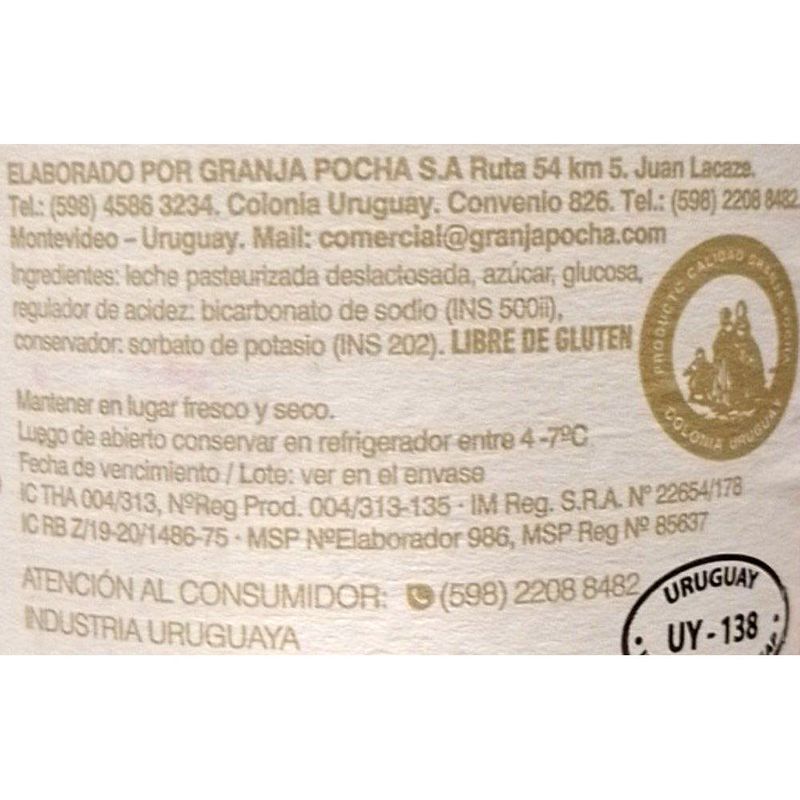 ELABORADO POR GRANJA POCHA S.A Ruta 54 km 5. Juan Lacaze.
Tel.: (598) 4586 3234. Colonia Uruguay. Convenio 826. Tel.: (598) 2208 8482.
Montevideo – Uruguay. Mail: comercial@granjapocha.com
Ingredientes: leche pasteurizada deslactosada, azúcar, glucosa,
regulador de acidez: bicarbonato de sodio (INS 500ii),
conservador: sorbato de potasio (INS 202). LIBRE DE GLUTEN
PRODUCTO CALIDAD GRANJA POCHA
COLONIA URUGUAY
Mantener en lugar fresco y seco.
Luego de abierto conservar en refrigerador entre 4 -7ºC
Fecha de vencimiento / Lote: ver en el envase
IC THA 004/313, NºReg Prod. 004/313-135 · IM Reg. S.R.A. Nº 22654/178
IC RB Z/19-20/1486-75 · MSP NºElaborador 986, MSP Reg Nº 85637
ATENCIÓN AL CONSUMIDOR: (598) 2208 8482
INDUSTRIA URUGUAYA
URUGUAY
UY - 138